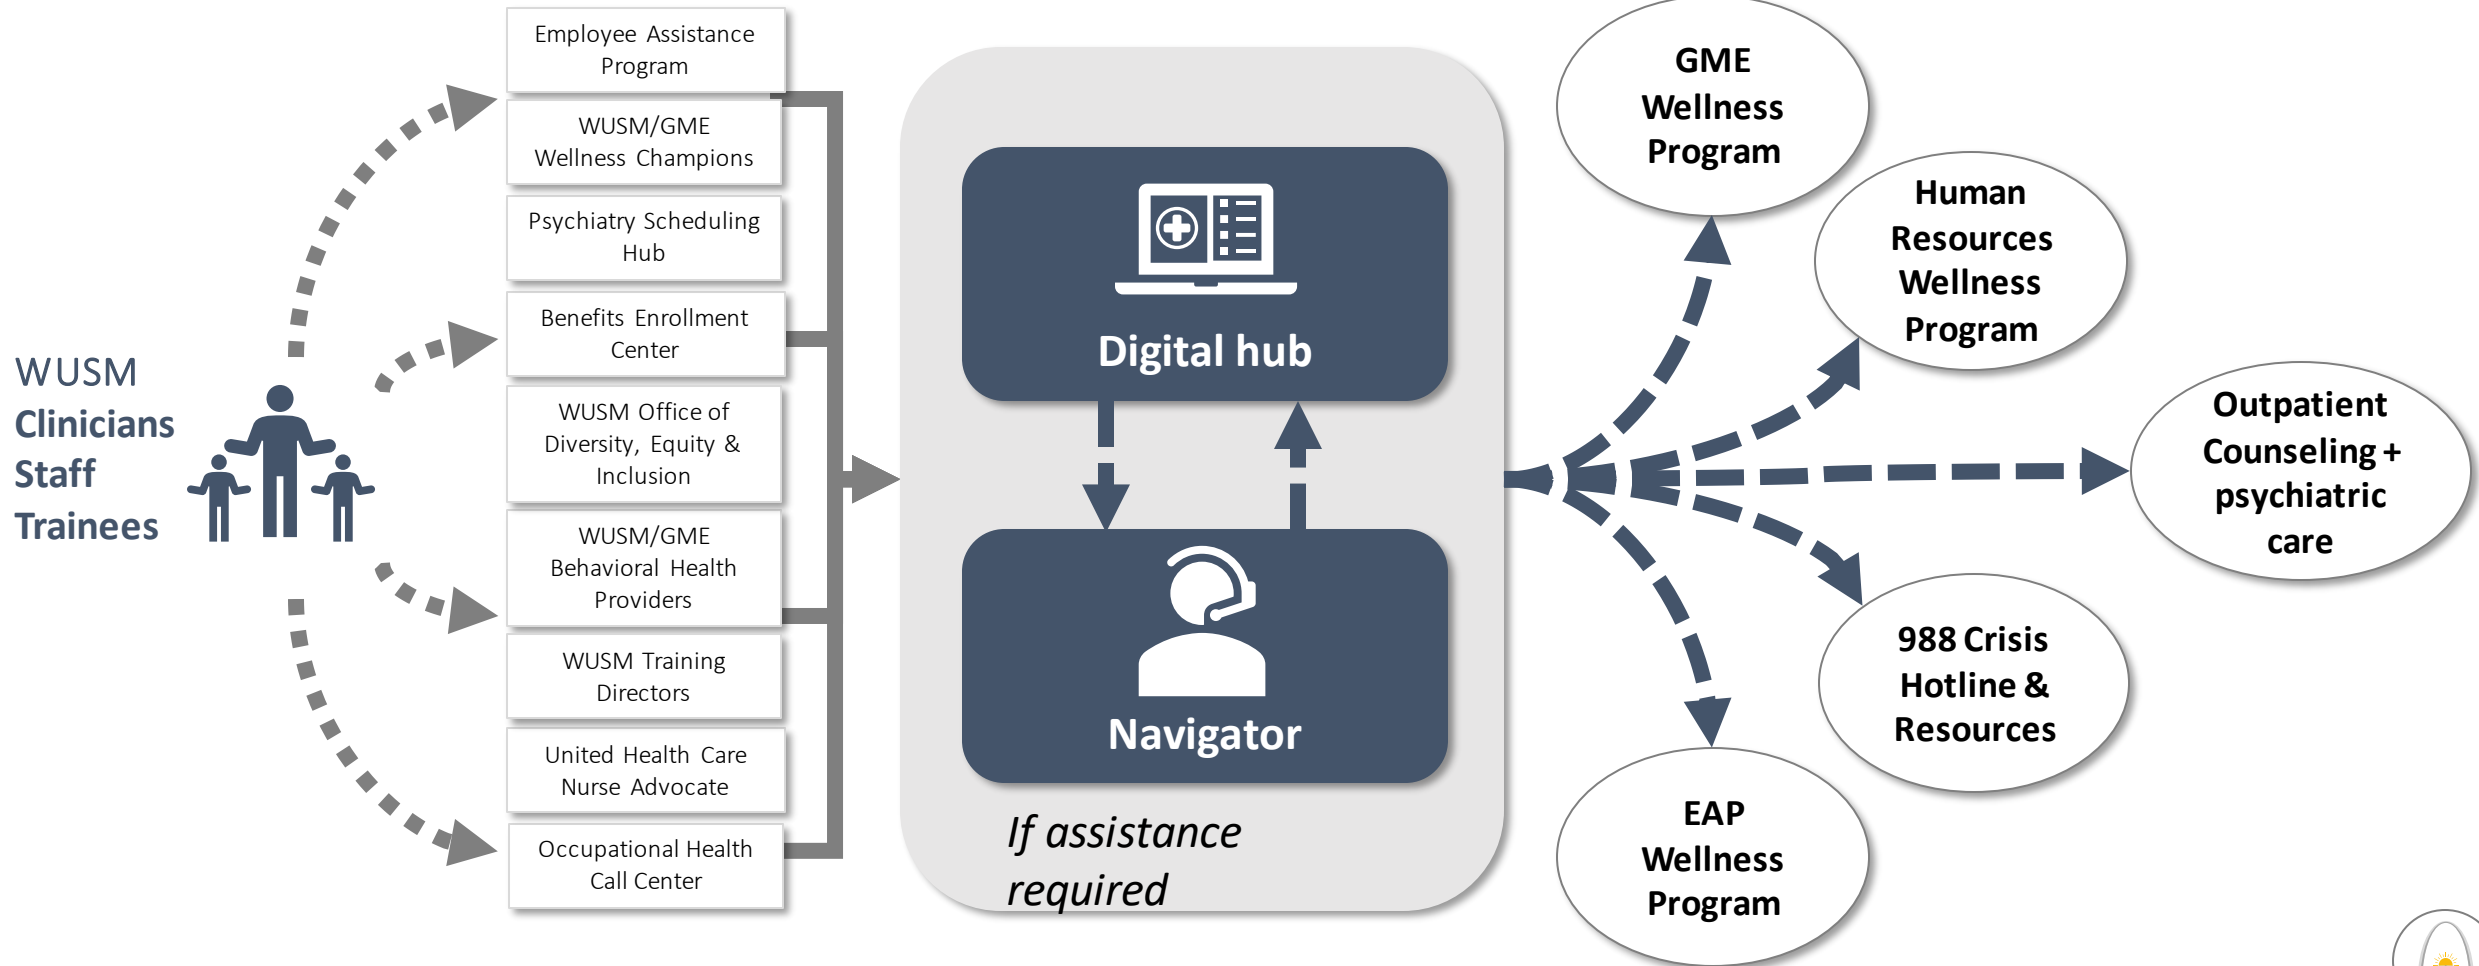 WUSM
Clinicians
Staff
Trainees
Employee Assistance
Program
WUSM/GME
Wellness Champions
Psychiatry Scheduling
Hub
Benefits Enrollment
Center
WUSM Office of
Diversity, Equity &
Inclusion
WUSM/GME
Behavioral Health
Providers
WUSM Training
Directors
United Health Care
Nurse Advocate
Occupational Health
Call Center
Digital hub
Navigator
If assistance
required
GME
Wellness
Program
Human
Resources
Wellness
Program
Outpatient
Counseling +
psychiatric
care
988 Crisis
Hotline &
Resources
EAP
Wellness
Program